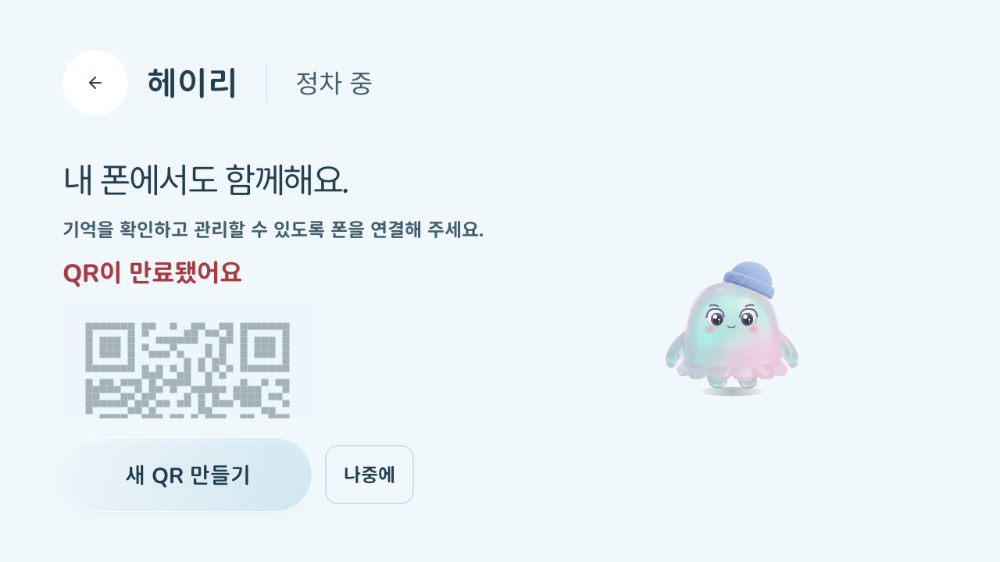 헤이리
정차 중
내 폰에서도 함께해요.
기억을 확인하고 관리할 수 있도록 폰을 연결해 주세요.
QR이 만료됐어요
새 QR 만들기
나중에